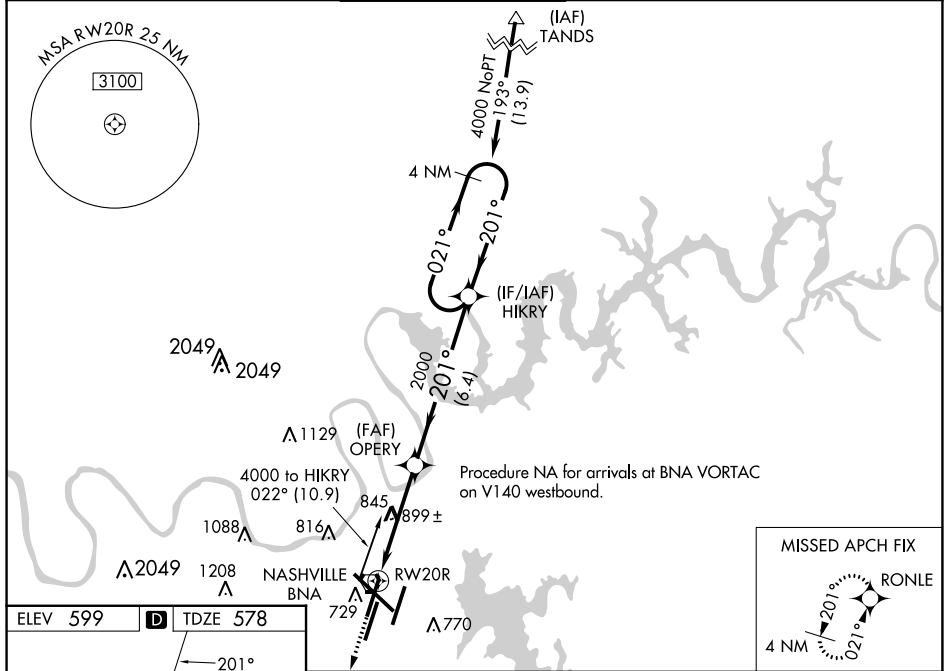 MSA RW20R 25 NM
3100
(IAF)
TANDS
4000 NoPT
193°
(13.9)
4 NM
021°
201°
(IF/IAF)
HIKRY
2000
201°
(6.4)
2049
2049
1129
(FAF)
OPERY
4000 to HIKRY
022° (10.9)
Procedure NA for arrivals at BNA VORTAC
on V140 westbound.
845
899 ±
1088
816
2049
1208
NASHVILLE
BNA
RW20R
729
770
MISSED APCH FIX
RONLE
201°
021°
4 NM
ELEV 599
D
TDZE 578
201°